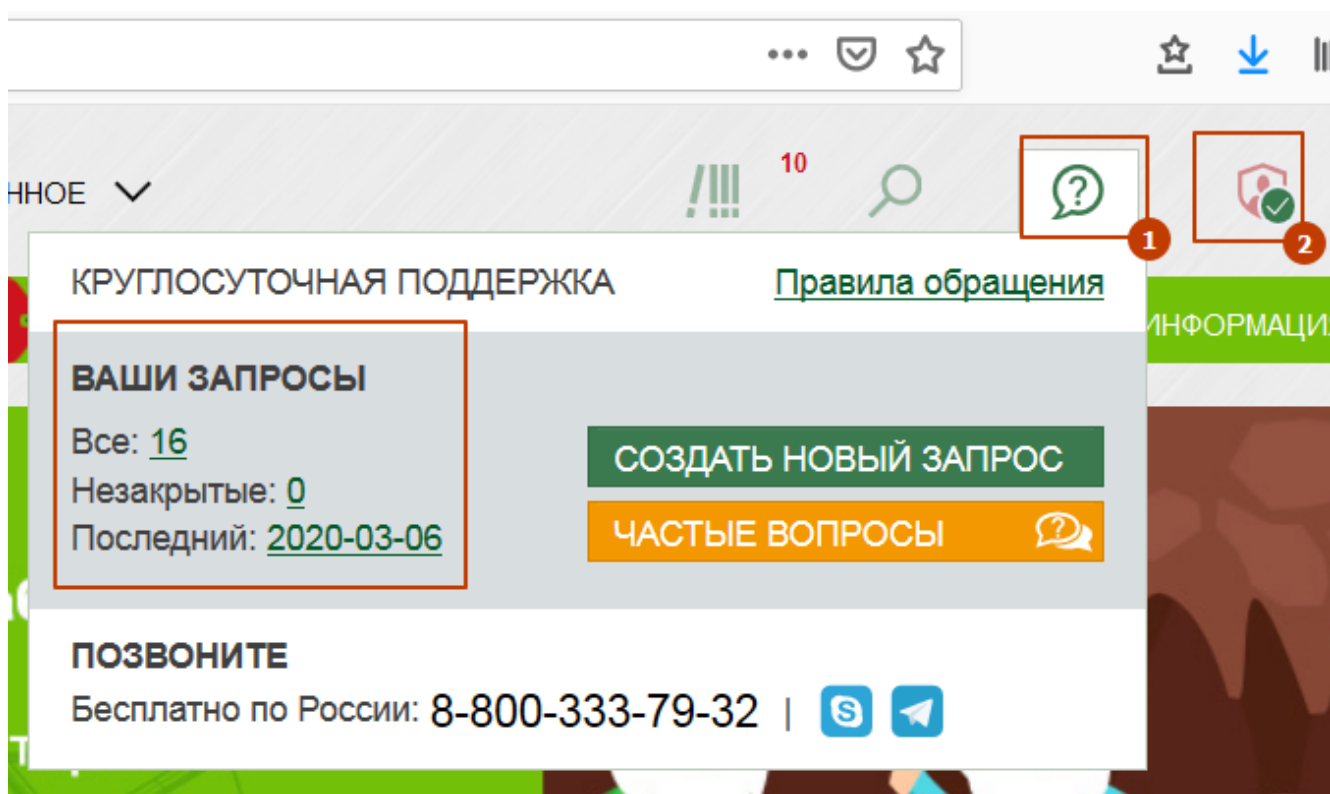 10
ННОЕ
1
2
КРУГЛОСУТОЧНАЯ ПОДДЕРЖКА Правила обращения
ИНФОРМАЦИ
ВАШИ ЗАПРОСЫ
Все: 16
СОЗДАТЬ НОВЫЙ ЗАПРОС
Незакрытые: 0
Последний: 2020-03-06
ЧАСТЫЕ ВОПРОСЫ
ПОЗВОНИТЕ
Бесплатно по России: 8-800-333-79-32 |